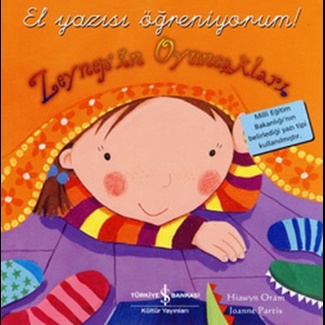 El yazısı öğreniyorum!
Zeynep'in Oyuncakları
Milli Eğitim
Bakanlığı'nın
belirlediği yazı tipi
kullanılmıştır.
TÜRKİYE İŞ BANKASI
Kültür Yayınları
Hiawyn Oram
Joanne Partis